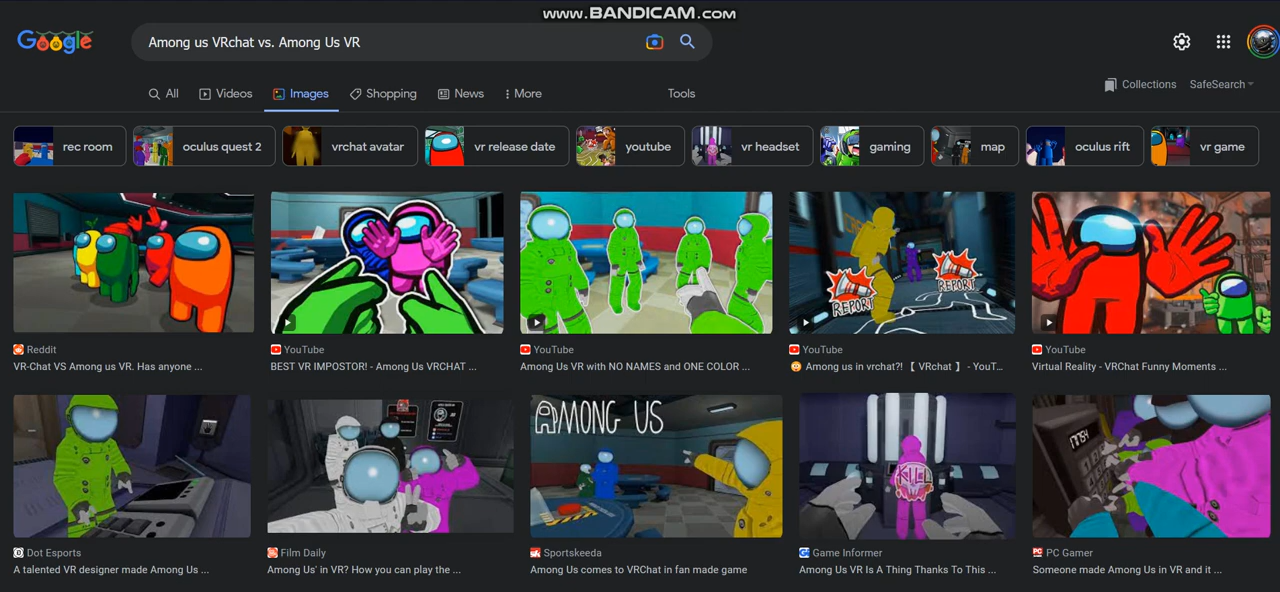 www.BANDICAM.com
Google
Among us VRchat vs. Among Us VR
All
Videos
Images
Shopping
News
More
Tools
Collections
SafeSearch
rec room
oculus quest 2
vrchat avatar
vr release date
youtube
vr headset
gaming
map
oculus rift
vr game
REPORT
REPORT
Reddit
VR-Chat VS Among us VR. Has anyone ...
YouTube
BEST VR IMPOSTOR! - Among Us VRCHAT ...
YouTube
Among Us VR with NO NAMES and ONE COLOR ...
YouTube
Among us in vrchat?! 【 VRchat 】 - YouT...
YouTube
Virtual Reality - VRChat Funny Moments ...
AMONG US
KILL
Dot Esports
A talented VR designer made Among Us ...
Film Daily
Among Us' in VR? How you can play the ...
Sportskeeda
Among Us comes to VRChat in fan made game
Game Informer
Among Us VR Is A Thing Thanks To This ...
PC Gamer
Someone made Among Us in VR and it ...